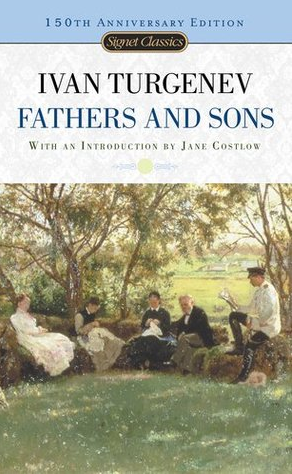 150TH ANNIVERSARY EDITION
Signet Classics
IVAN TURGENEV
FATHERS AND SONS
WITH AN INTRODUCTION BY JANE COSTLOW